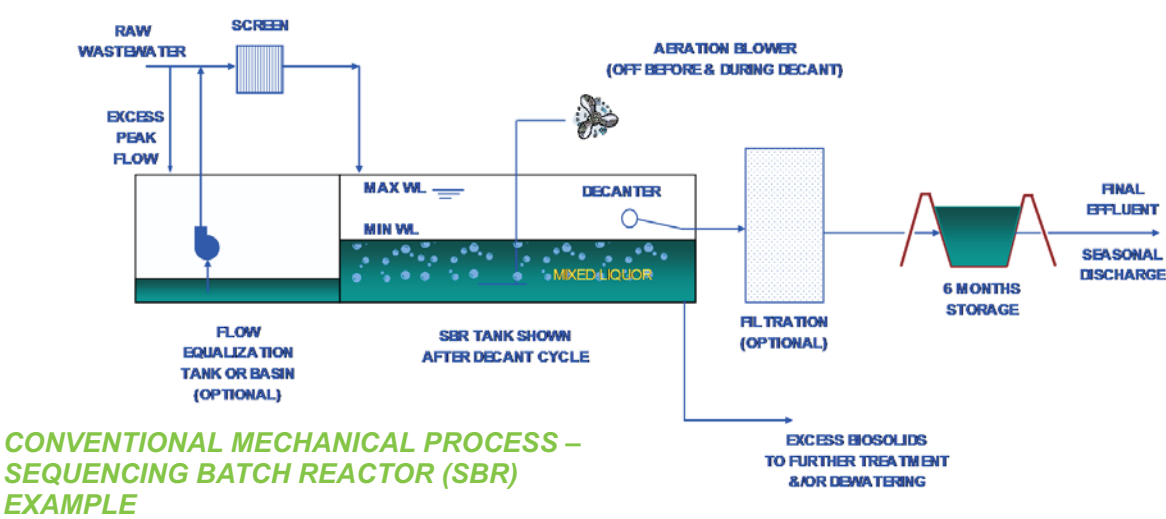 RAW
WASTEWATER
SCREEN
AERATION BLOWER
(OFF BEFORE & DURING DECANT)
EXCESS
PEAK
FLOW
MAX WL
DECANTER
MIN WL
MIXED LIQUOR
FINAL
EFFLUENT
SEASONAL
DISCHARGE
6 MONTHS
STORAGE
FILTRATION
(OPTIONAL)
FLOW
EQUALIZATION
TANK OR BASIN
(OPTIONAL)
SBR TANK SHOWN
AFTER DECANT CYCLE
EXCESS BIOSOLIDS
TO FURTHER TREATMENT
&/OR DEWATERING
CONVENTIONAL MECHANICAL PROCESS –
SEQUENCING BATCH REACTOR (SBR)
EXAMPLE